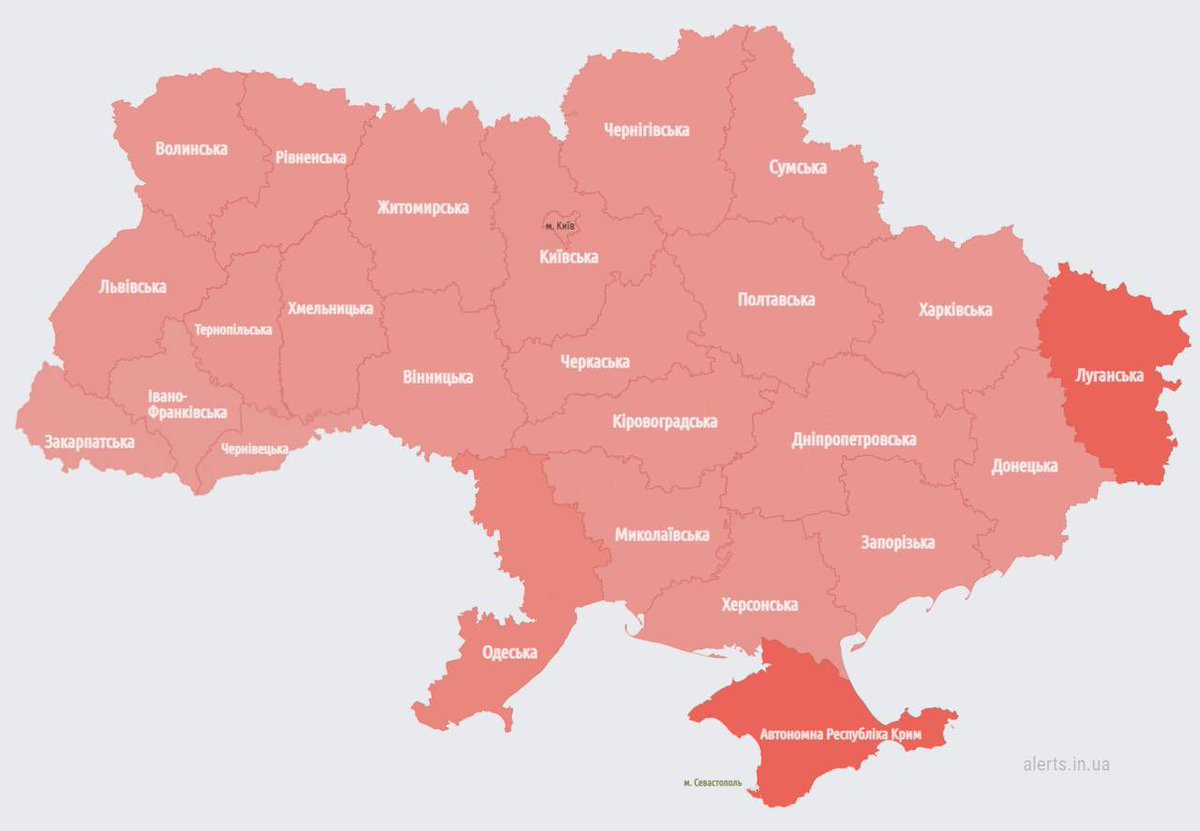 Чернігівська
Волинська
Рівненська
Сумська
Житомирська
м. Київ
Київська
Львівська
Полтавська
Хмельницька
Харківська
Тернопільська
Черкаська
Луганська
Вінницька
Івано-
Франківська
Кіровоградська
Дніпропетровська
Закарпатська
Чернівецька
Донецька
Миколаївська
Запорізька
Херсонська
Одеська
Автономна Республіка Крим
alerts.in.ua
м. Севастополь